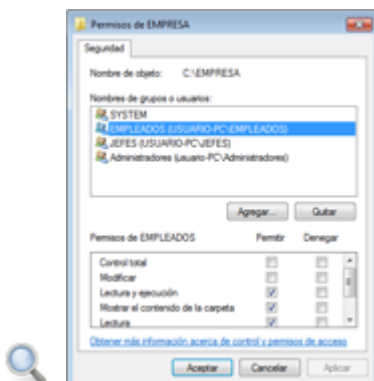 Permisos de EMPRESA
Seguridad
Nombre de objeto: C:\EMPRESA
Nombres de grupos o usuarios:
SYSTEM
EMPLEADOS (USUARIO-PC\EMPLEADOS)
JEFES (USUARIO-PC\JEFES)
Administradores (usuario-PC\Administradores)
Agregar... Quitar
Permisos de EMPLEADOS Permitir Denegar
Control total
Modificar
Lectura y ejecución
Mostrar el contenido de la carpeta
Lectura
Obtener más información acerca de control y permisos de acceso
Aceptar Cancelar Aplicar